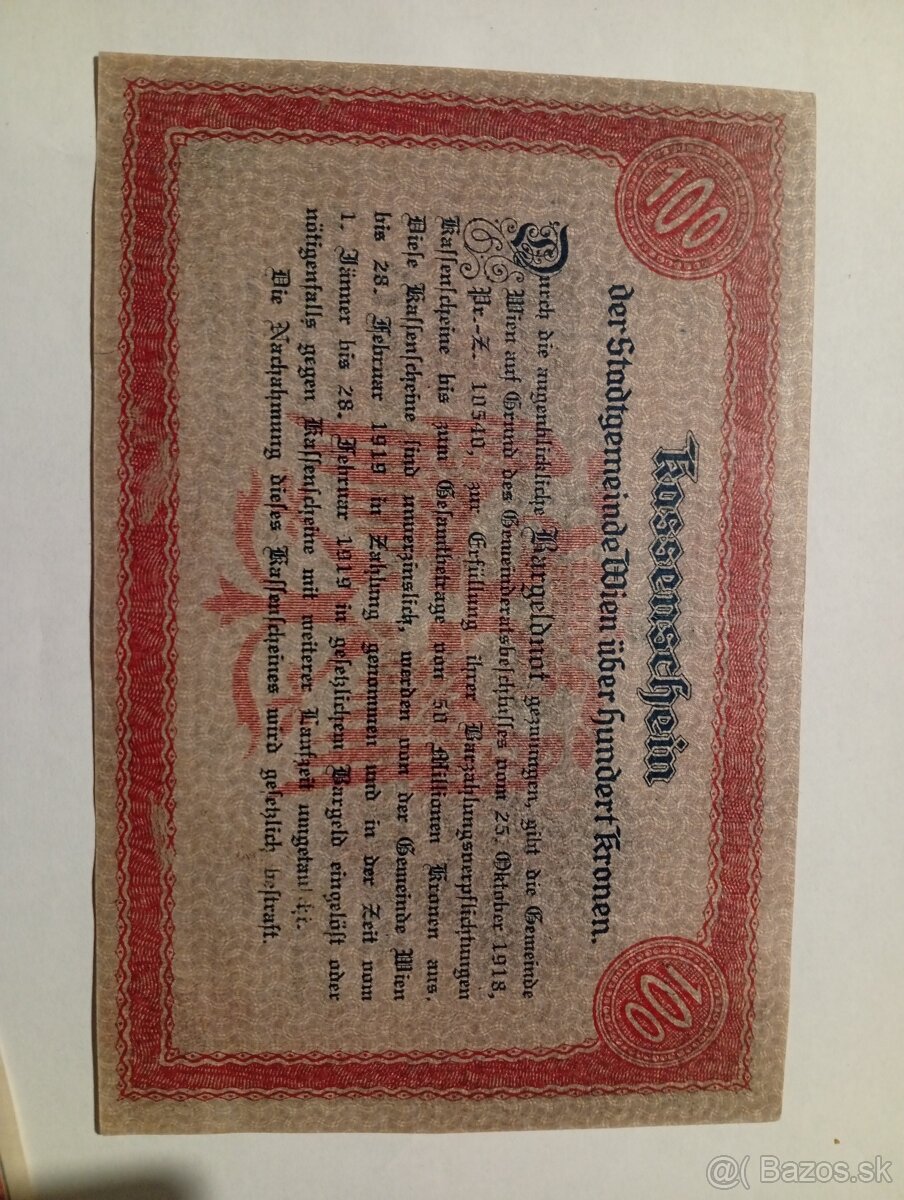 100
100
Kassenschein
der Stadtgemeinde Wien über hundert Kronen.
Durch die augenblickliche Bargeldnot gezwungen, gibt die Gemeinde
Wien auf Grund des Gemeinderatsbeschlusses vom 25. Oktober 1918,
Pr.-Z. 10540, zur Erfüllung ihrer Barzahlungsverpflichtungen
Kassenscheine bis zum Gesamtbetrage von 50 Millionen Kronen aus.
Diese Kassenscheine sind unverzinslich, werden von der Gemeinde Wien
bis 28. Februar 1919 in Zahlung genommen und in der Zeit vom
1. Jänner bis 28. Februar 1919 in gesetzlichem Bargeld eingelöst oder
nötigenfalls gegen Kassenscheine mit weiterer Laufzeit
Die Nachahmung dieses Kassenscheines wird gesetzlich bestraft.
@( Bazos.sk